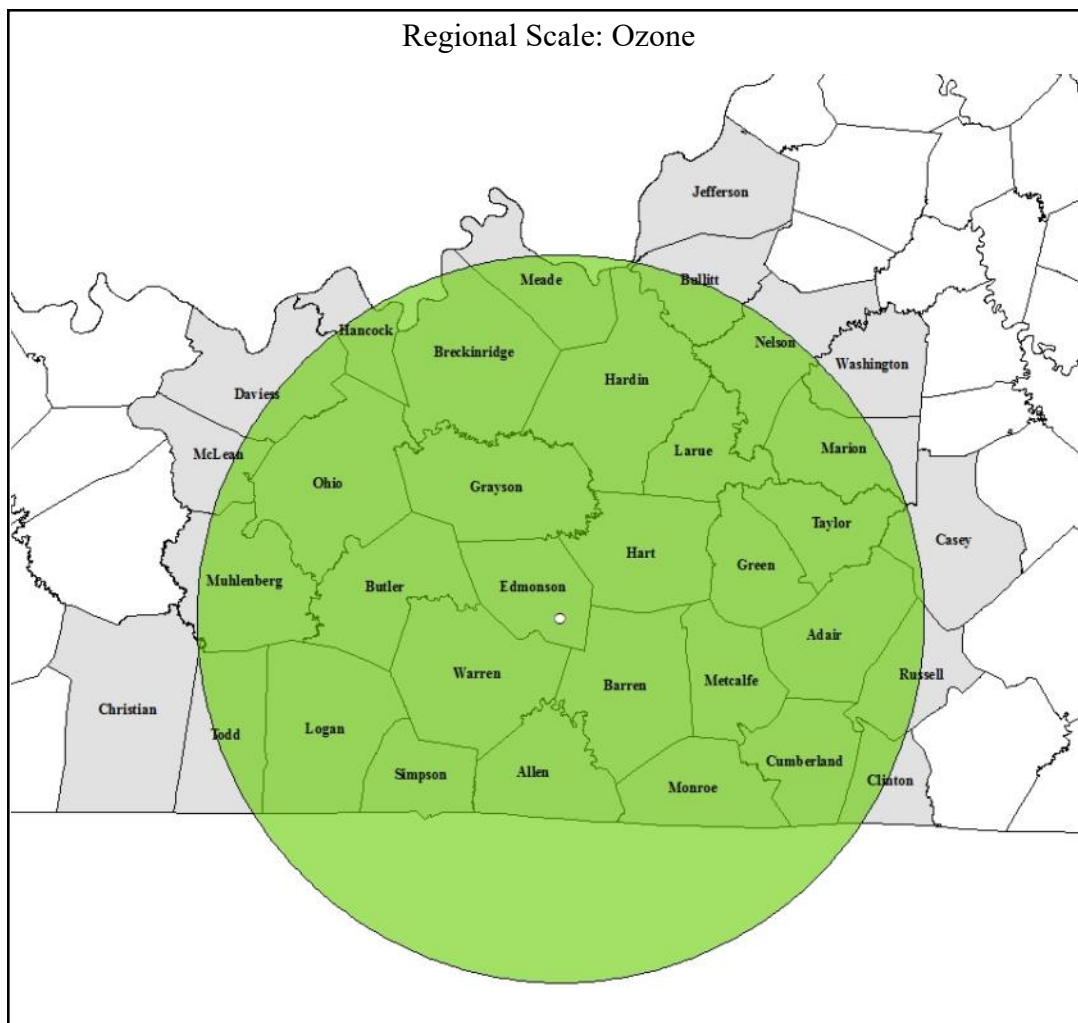 Regional Scale: Ozone
Jefferson
Meade
Bullitt
Hancock
Nelson
Breckinridge
Washington
Hardin
Daviess
Marion
Larue
McLean
Ohio
Grayson
Taylor
Casey
Hart
Green
Muhlenberg
Butler
Edmonson
Adair
Warren
Russell
Metcalfe
Barren
Christian
Logan
Todd
Cumberland
Allen
Simpson
Clinton
Monroe